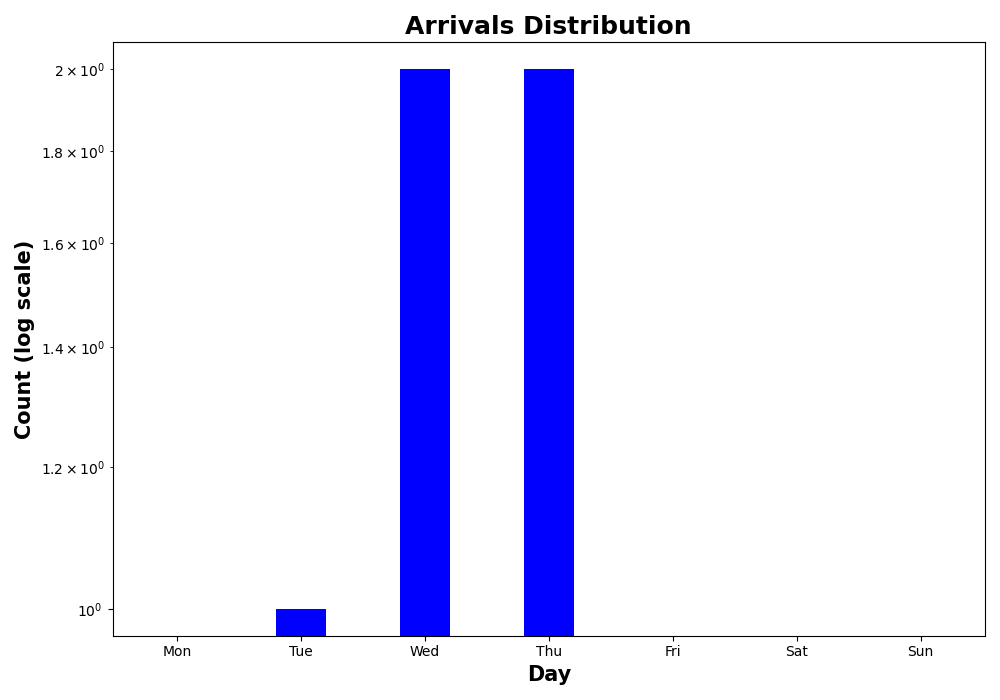 Arrivals Distribution
Count (log scale)
2 × 10⁰
1.8 × 10⁰
1.6 × 10⁰
1.4 × 10⁰
1.2 × 10⁰
10⁰
Mon Tue Wed Thu Fri Sat Sun
Day